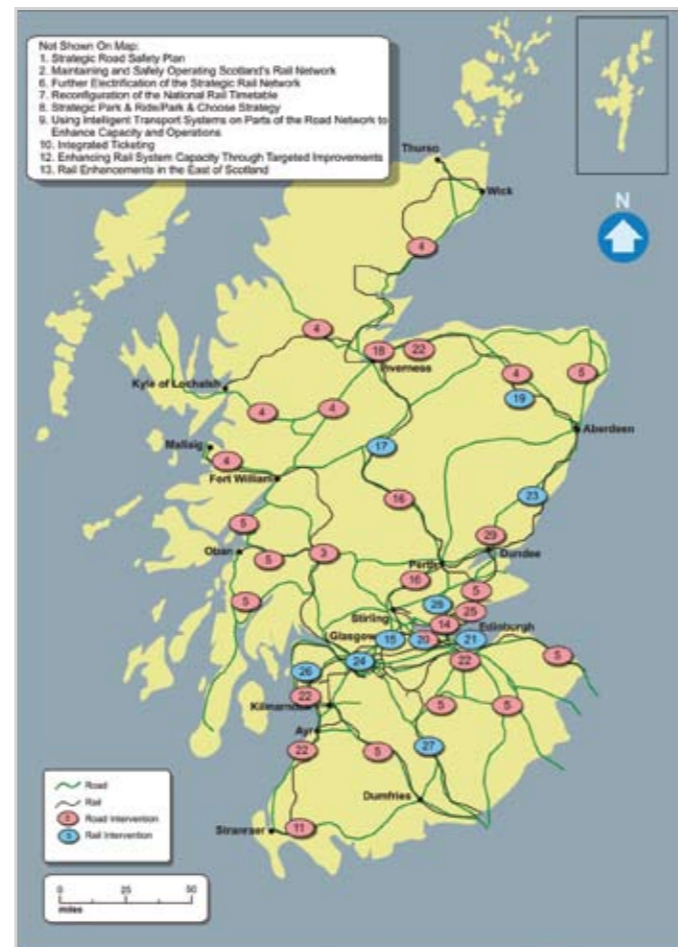 Not Shown On Map:
1. Strategic Road Safety Plan
2. Maintaining and Safely Operating Scotland's Rail Network
6. Further Electrification of the Strategic Rail Network
7. Reconfiguration of the National Rail Timetable
8. Strategic Park & Ride/Park & Choose Strategy
9. Using Intelligent Transport Systems on Parts of the Road Network to
Enhance Capacity and Operations
10. Integrated Ticketing
12. Enhancing Rail System Capacity Through Targeted Improvements
13. Rail Enhancements in the East of Scotland
Thurso
Wick
N
4
4
18
22
Inverness
4
5
Kyle of Lochalsh
19
4
4
Aberdeen
Mallaig
17
4
Fort William
16
23
5
29
Oban
5
3
Perth
Dundee
16
5
5
25
Stirling
14
Glasgow
15
20
21
Edinburgh
24
22
5
26
22
Kilmarnock
5
5
Ayr
22
5
27
Dumfries
Stranraer
11
Road
Rail
Road Intervention
5
Rail Intervention
0
25
50
miles